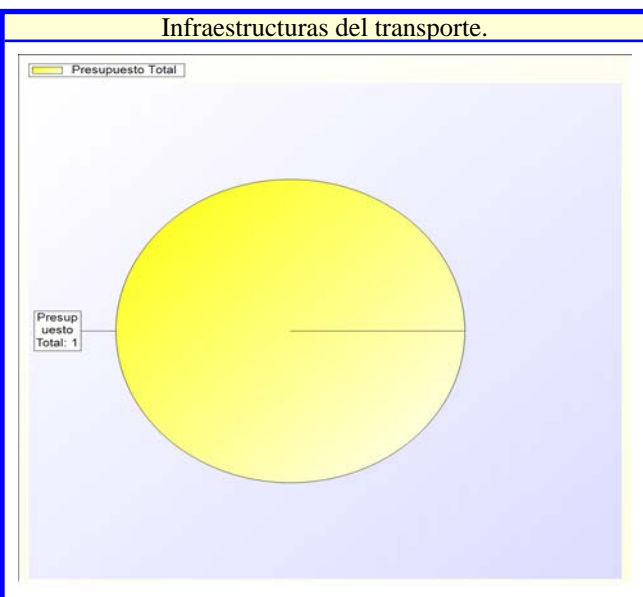 Infraestructuras del transporte.
Presupuesto Total
Presup
uesto
Total: 1